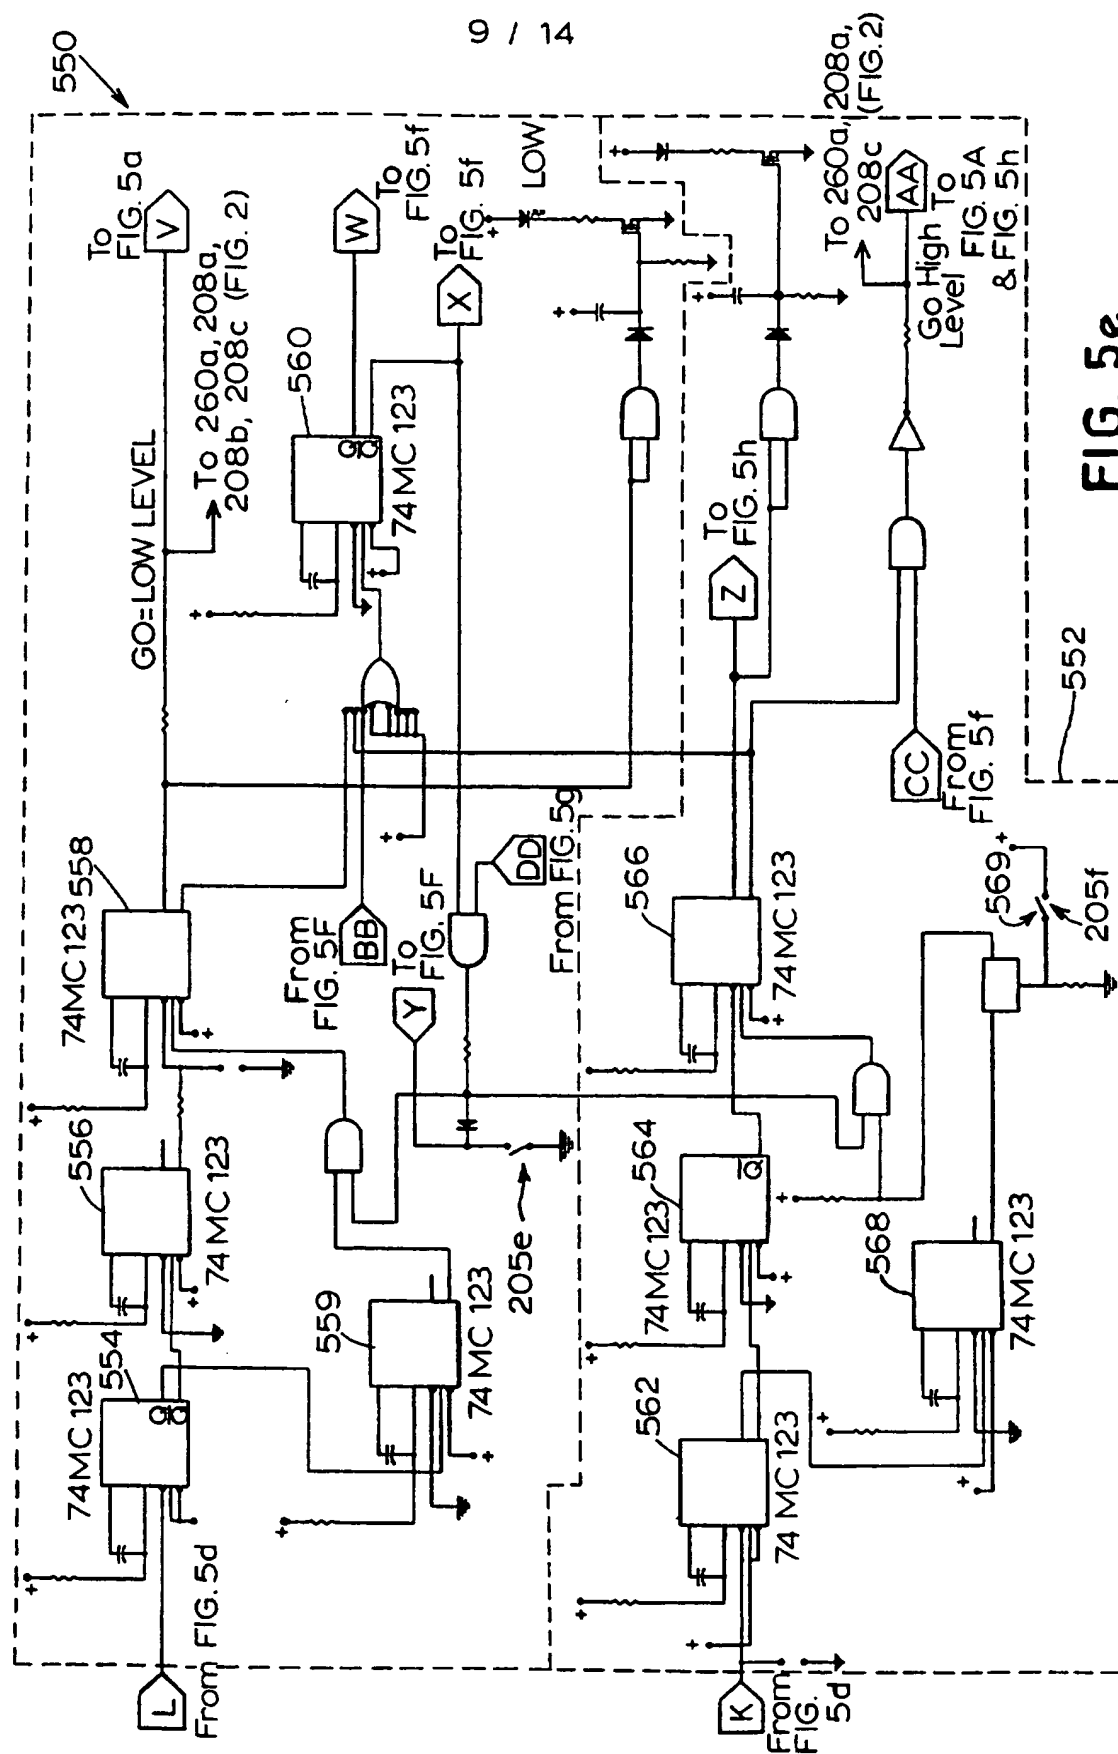 9 / 14
550
To
FIG. 5a
V
GO=LOW LEVEL
To 260a, 208a,
208b, 208c (FIG. 2)
W
To
FIG. 5f
X
To
FIG. 5f
LOW
560
Q
Q
74MC123
74MC123
558
556
74MC123
74MC123
554
Q
Q
L
From FIG. 5d
559
74MC123
From
FIG. 5F
BB
Y
To
FIG. 5F
DD
From FIG. 5g
205e
566
74MC123
564
74MC123
Q
562
74MC123
K
From
FIG.
5d
568
74MC123
569
205f
Z
To
FIG. 5h
CC
From
FIG. 5f
To 260a, 208a,
208c (FIG. 2)
Go High
Level
AA
To
FIG. 5A
& FIG. 5h
552
FIG. 5e